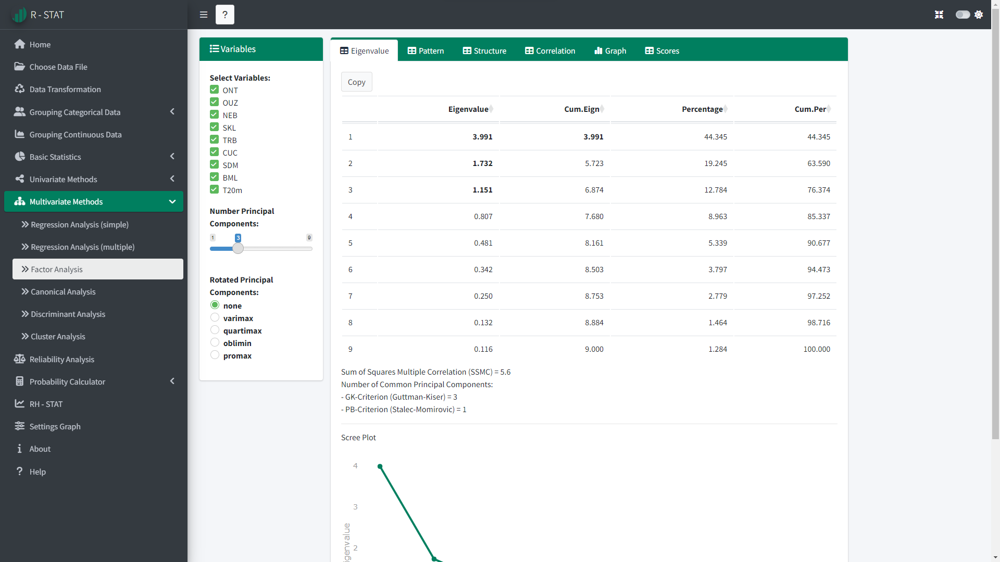 R - STAT
?
Home
Choose Data File
Data Transformation
Grouping Categorical Data
Grouping Continuous Data
Basic Statistics
Univariate Methods
Multivariate Methods
Regression Analysis (simple)
Regression Analysis (multiple)
Factor Analysis
Canonical Analysis
Discriminant Analysis
Cluster Analysis
Reliability Analysis
Probability Calculator
RH - STAT
Settings Graph
About
Help
Variables
Select Variables:
ONT
OUZ
NEB
SKL
TRB
CUC
SDM
BML
T20m
Number Principal
Components:
1 3 9
Rotated Principal
Components:
none
varimax
quartimax
oblimin
promax
Eigenvalue Pattern Structure Correlation Graph Scores
Copy
Eigenvalue Cum.Eign Percentage Cum.Per
1 3.991 3.991 44.345 44.345
2 1.732 5.723 19.245 63.590
3 1.151 6.874 12.784 76.374
4 0.807 7.680 8.963 85.337
5 0.481 8.161 5.339 90.677
6 0.342 8.503 3.797 94.473
7 0.250 8.753 2.779 97.252
8 0.132 8.884 1.464 98.716
9 0.116 9.000 1.284 100.000
Sum of Squares Multiple Correlation (SSMC) = 5.6
Number of Common Principal Components:
- GK-Criterion (Guttman-Kiser) = 3
- PB-Criterion (Stalec-Momirovic) = 1
Scree Plot
4
3
2
igenvalue